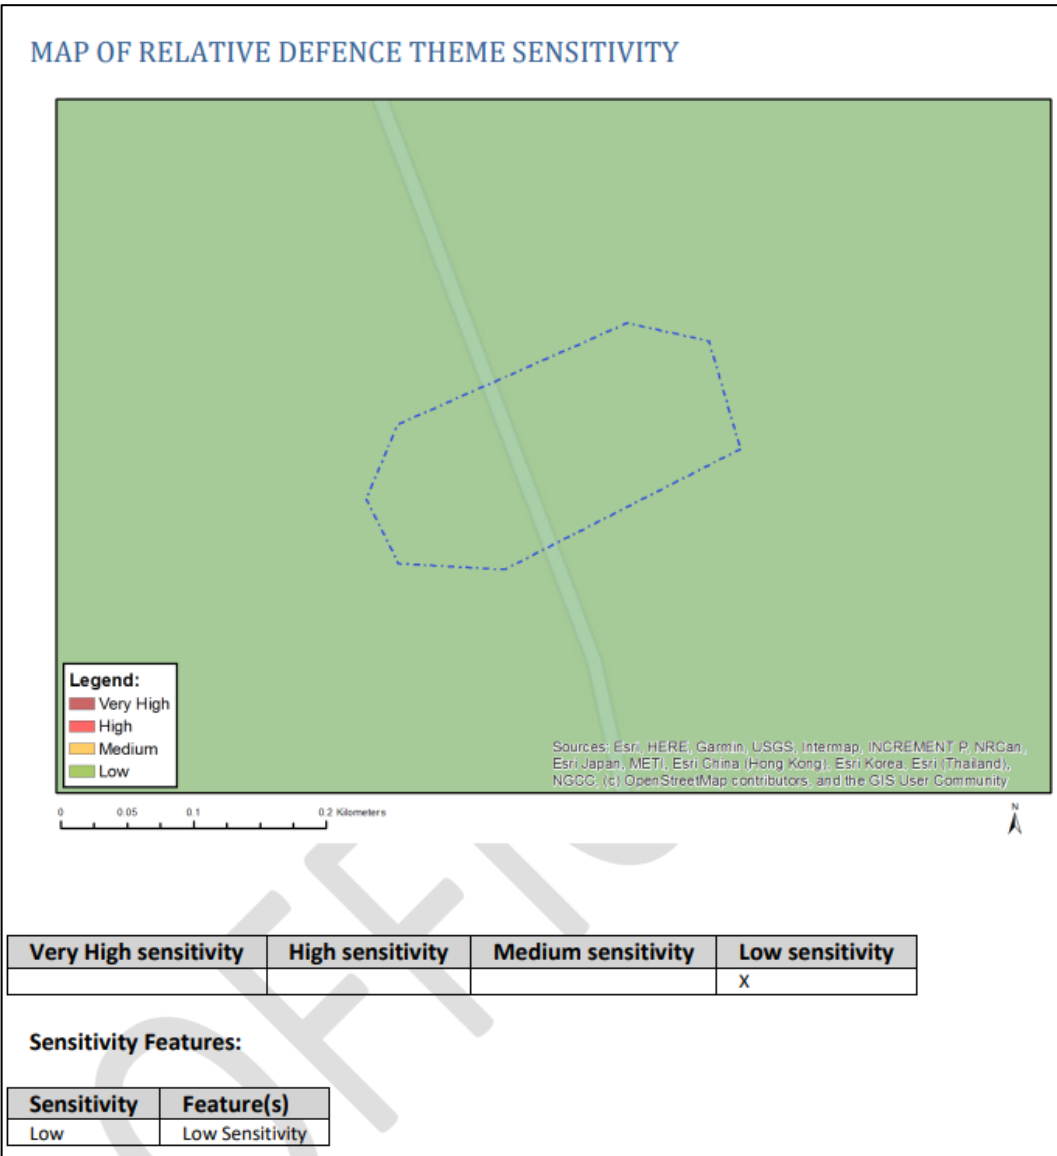 MAP OF RELATIVE DEFENCE THEME SENSITIVITY
Legend:
Very High
High
Medium
Low
Sources: Esri, HERE, Garmin, USGS, Intermap, INCREMENT P, NRCan,
Esri Japan, METI, Esri China (Hong Kong), Esri Korea, Esri (Thailand),
NGCC, (c) OpenStreetMap contributors, and the GIS User Community
0 0.05 0.1 0.2 Kilometers
N
Very High sensitivity High sensitivity Medium sensitivity Low sensitivity
X
Sensitivity Features:
Sensitivity Feature(s)
Low Low Sensitivity